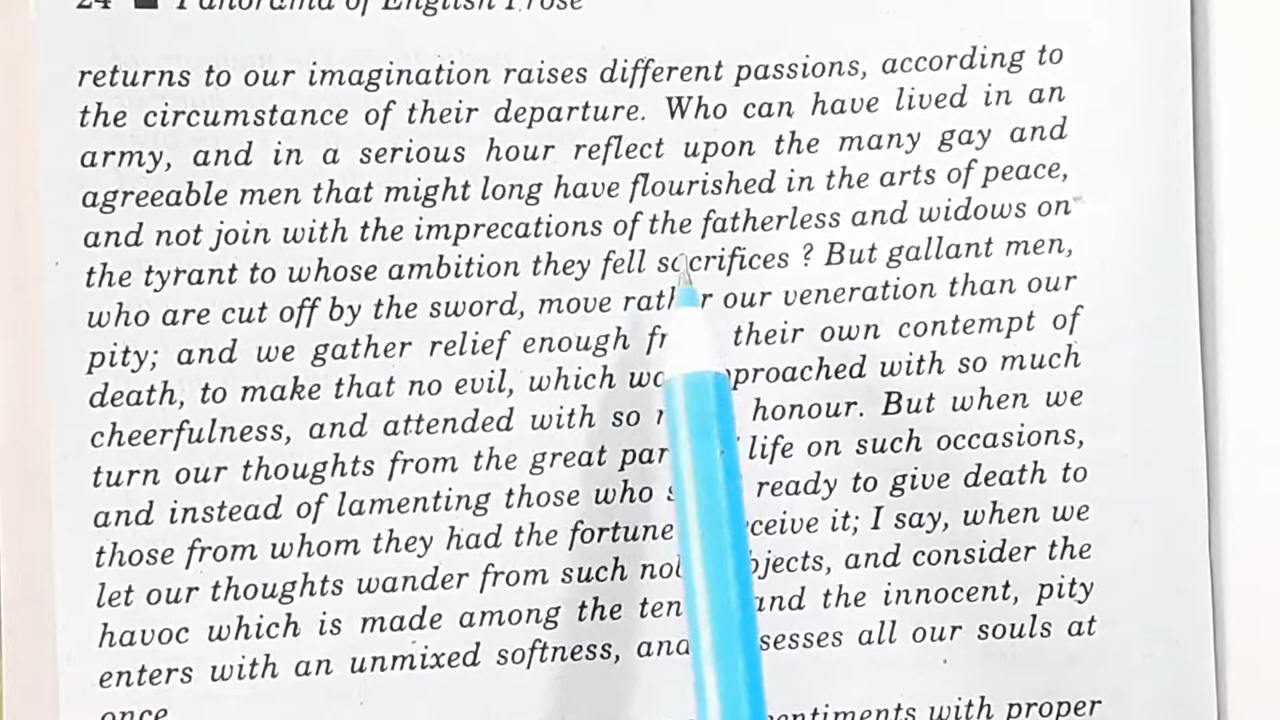 24 ■ Panorama of English Prose
returns to our imagination raises different passions, according to
the circumstance of their departure. Who can have lived in an
army, and in a serious hour reflect upon the many gay and
agreeable men that might long have flourished in the arts of peace,
and not join with the imprecations of the fatherless and widows on
the tyrant to whose ambition they fell sacrifices ? But gallant men,
who are cut off by the sword, move rather our veneration than our
pity; and we gather relief enough their own contempt of
death, to make that no evil, which approached with so much
cheerfulness, and attended with so honour. But when we
turn our thoughts from the great life on such occasions,
and instead of lamenting those who ready to give death to
those from whom they had the fortune receive it; I say, when we
let our thoughts wander from such objects, and consider the
havoc which is made among the and the innocent, pity
enters with an unmixed softness, and possesses all our souls at
once
sentiments with proper